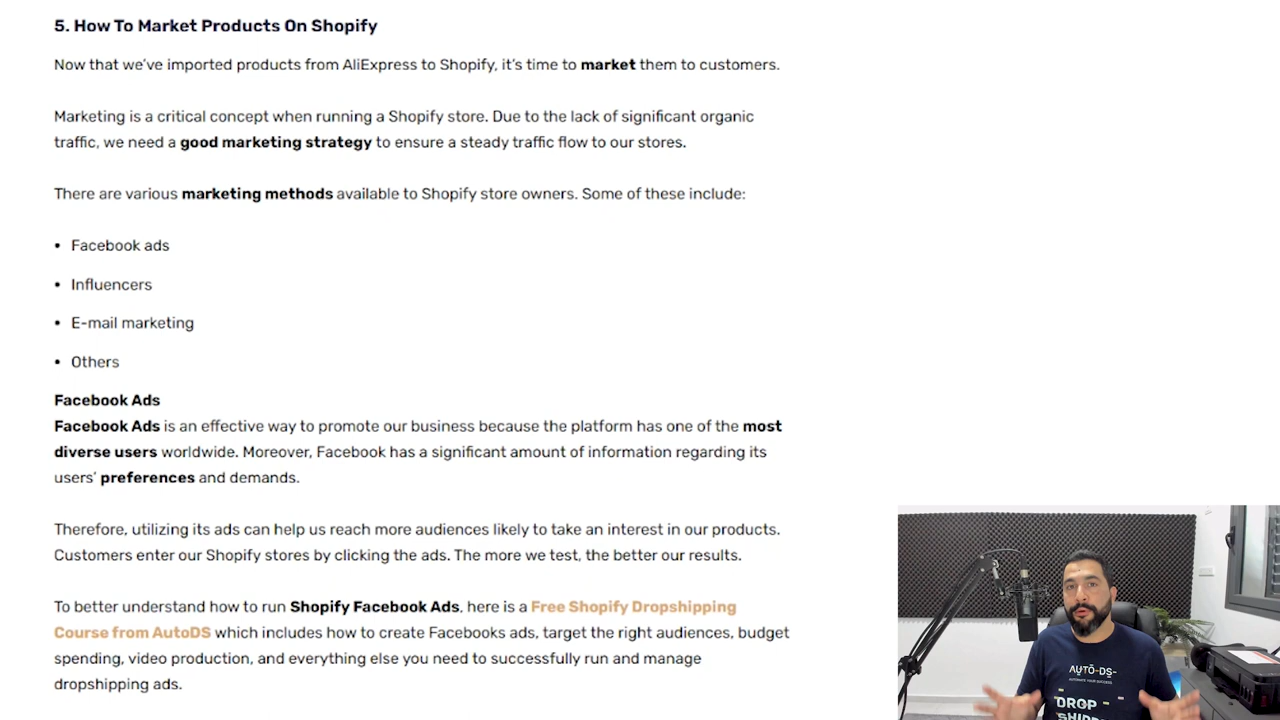 5. How To Market Products On Shopify
Now that we've imported products from AliExpress to Shopify, it's time to market them to customers.
Marketing is a critical concept when running a Shopify store. Due to the lack of significant organic
traffic, we need a good marketing strategy to ensure a steady traffic flow to our stores.
There are various marketing methods available to Shopify store owners. Some of these include:
• Facebook ads
• Influencers
• E-mail marketing
• Others
Facebook Ads
Facebook Ads is an effective way to promote our business because the platform has one of the most
diverse users worldwide. Moreover, Facebook has a significant amount of information regarding its
users' preferences and demands.
Therefore, utilizing its ads can help us reach more audiences likely to take an interest in our products.
Customers enter our Shopify stores by clicking the ads. The more we test, the better our results.
To better understand how to run Shopify Facebook Ads, here is a Free Shopify Dropshipping
Course from AutoDS which includes how to create Facebooks ads, target the right audiences, budget
spending, video production, and everything else you need to successfully run and manage
dropshipping ads.
AUTO-DS-
AUTOMATE YOUR SUCCESS
DROP
SHIP